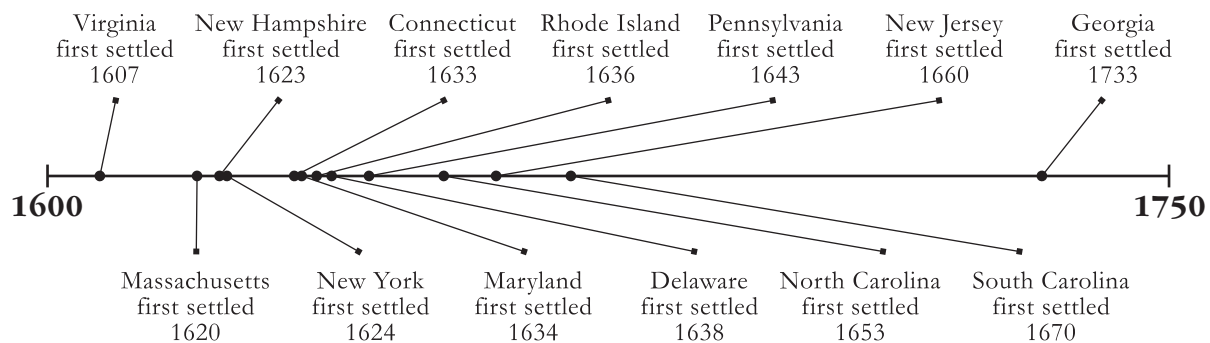 Virginia
first settled
1607
New Hampshire
first settled
1623
Connecticut
first settled
1633
Rhode Island
first settled
1636
Pennsylvania
first settled
1643
New Jersey
first settled
1660
Georgia
first settled
1733
1600
1750
Massachusetts
first settled
1620
New York
first settled
1624
Maryland
first settled
1634
Delaware
first settled
1638
North Carolina
first settled
1653
South Carolina
first settled
1670